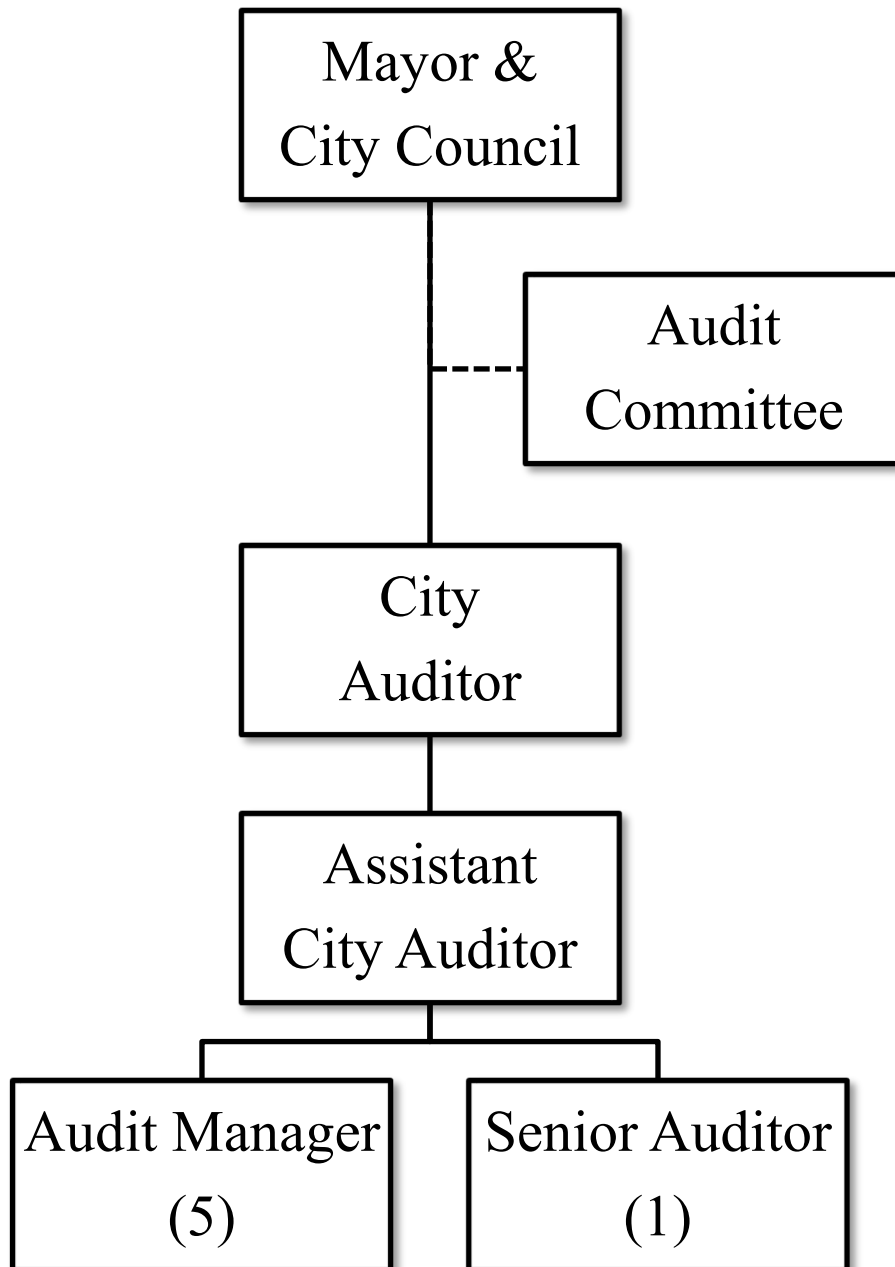 Mayor &
City Council
Audit
Committee
City
Auditor
Assistant
City Auditor
Audit Manager
(5)
Senior Auditor
(1)